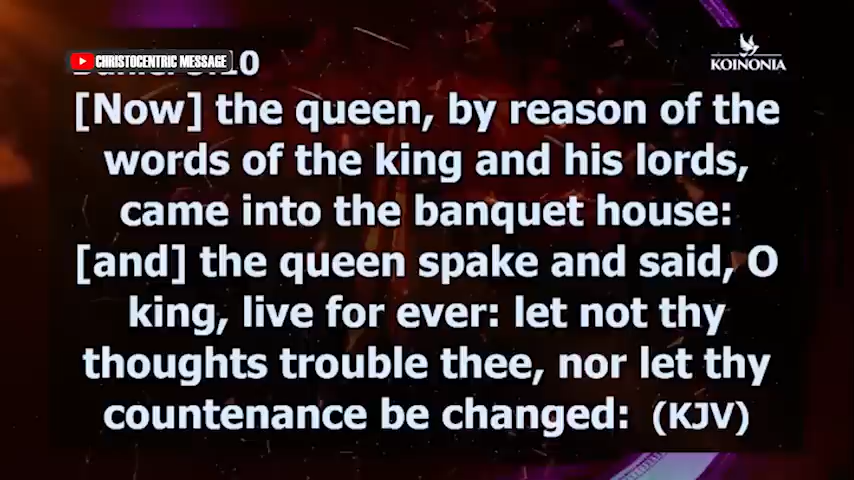 CHRISTOCENTRIC MESSAGE
KOINONIA
[Now] the queen, by reason of the
words of the king and his lords,
came into the banquet house:
[and] the queen spake and said, O
king, live for ever: let not thy
thoughts trouble thee, nor let thy
countenance be changed: (KJV)